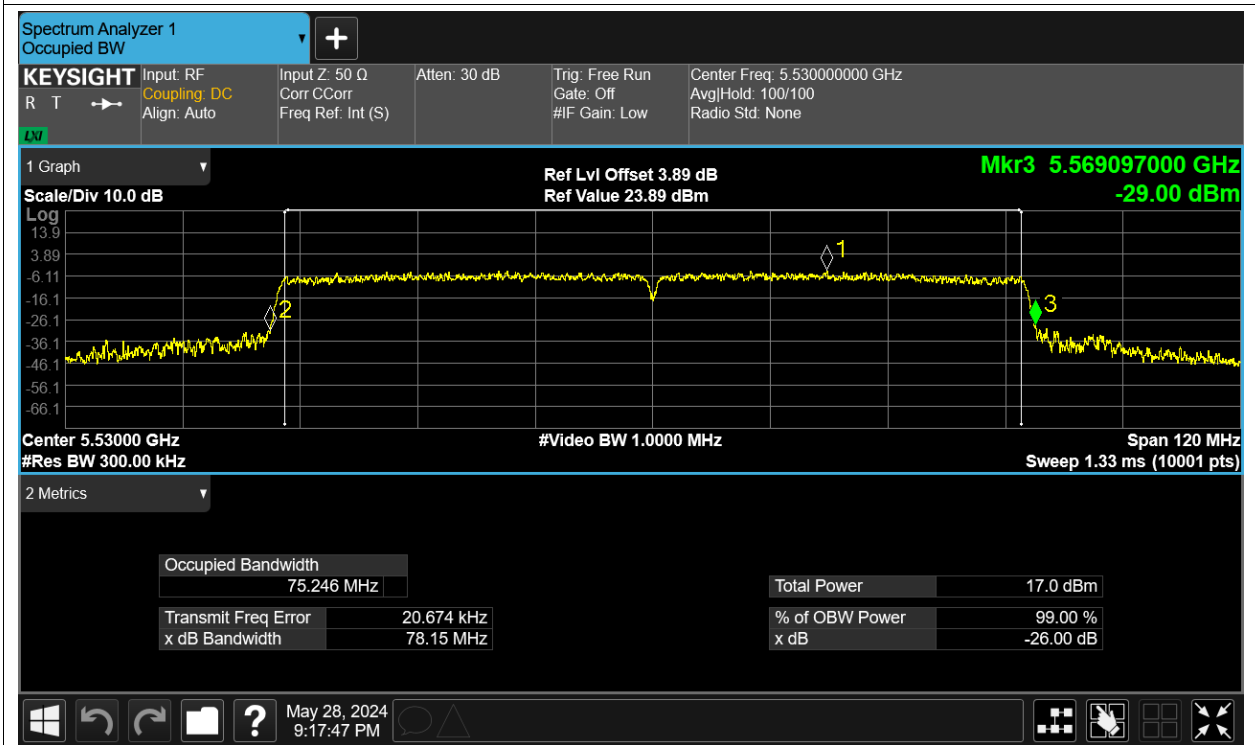 Spectrum Analyzer 1
Occupied BW
KEYSIGHT
R T
LXI
Input: RF
Coupling: DC
Align: Auto
Input Z: 50 Ω
Corr CCorr
Freq Ref: Int (S)
Atten: 30 dB
Trig: Free Run
Gate: Off
#IF Gain: Low
Center Freq: 5.530000000 GHz
Avg|Hold: 100/100
Radio Std: None
1 Graph
Scale/Div 10.0 dB
Ref Lvl Offset 3.89 dB
Ref Value 23.89 dBm
Mkr3 5.569097000 GHz
-29.00 dBm
Log
13.9
3.89
-6.11
-16.1
-26.1
-36.1
-46.1
-56.1
-66.1
1
2
3
Center 5.53000 GHz
#Video BW 1.0000 MHz
Span 120 MHz
#Res BW 300.00 kHz
Sweep 1.33 ms (10001 pts)
2 Metrics
Occupied Bandwidth
75.246 MHz
Total Power 17.0 dBm
Transmit Freq Error 20.674 kHz
% of OBW Power 99.00 %
x dB Bandwidth 78.15 MHz
x dB -26.00 dB
?
May 28, 2024
9:17:47 PM